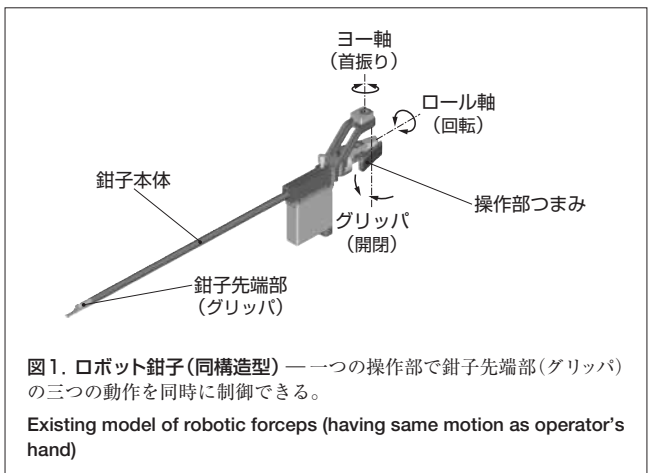 ヨー軸
（首振り）
ロール軸
（回転）
鉗子本体
操作部つまみ
グリッパ
（開閉）
鉗子先端部
（グリッパ）
図1．ロボット鉗子（同構造型）― 一つの操作部で鉗子先端部（グリッパ）
の三つの動作を同時に制御できる。
Existing model of robotic forceps (having same motion as operator's
hand)